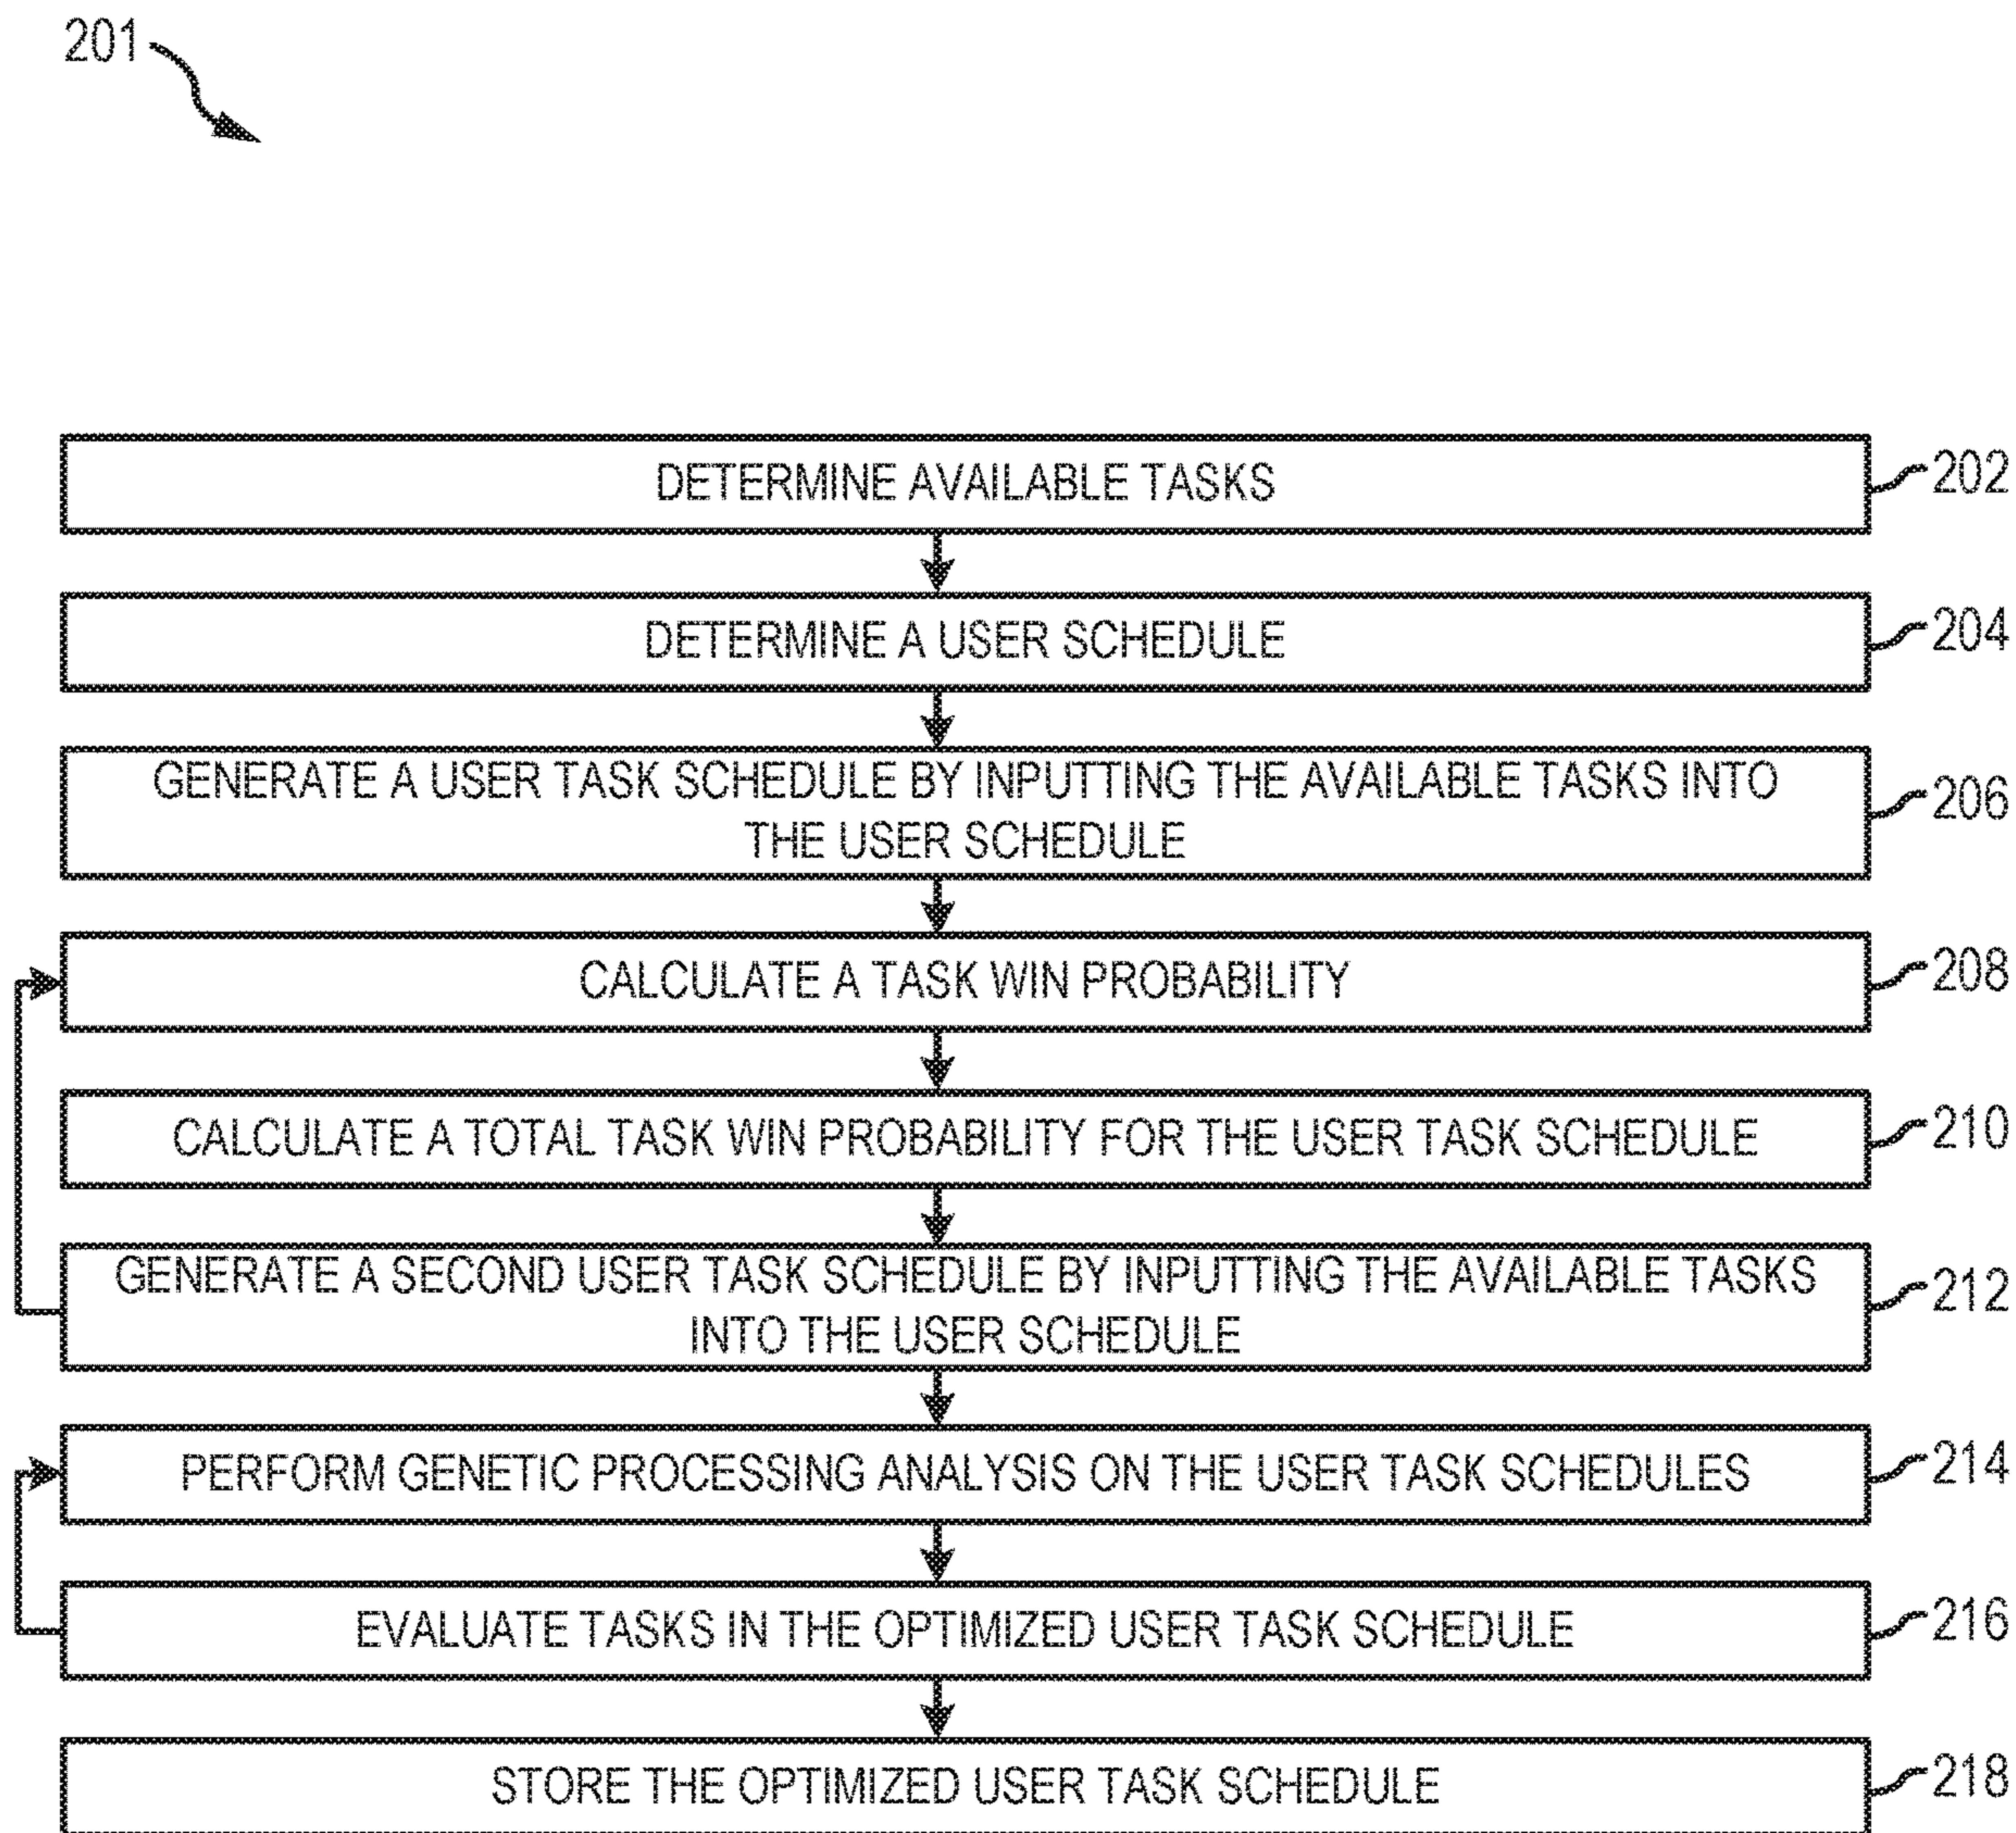 201
DETERMINE AVAILABLE TASKS
202
DETERMINE A USER SCHEDULE
204
GENERATE A USER TASK SCHEDULE BY INPUTTING THE AVAILABLE TASKS INTO
THE USER SCHEDULE
206
CALCULATE A TASK WIN PROBABILITY
208
CALCULATE A TOTAL TASK WIN PROBABILITY FOR THE USER TASK SCHEDULE
210
GENERATE A SECOND USER TASK SCHEDULE BY INPUTTING THE AVAILABLE TASKS
INTO THE USER SCHEDULE
212
PERFORM GENETIC PROCESSING ANALYSIS ON THE USER TASK SCHEDULES
214
EVALUATE TASKS IN THE OPTIMIZED USER TASK SCHEDULE
216
STORE THE OPTIMIZED USER TASK SCHEDULE
218